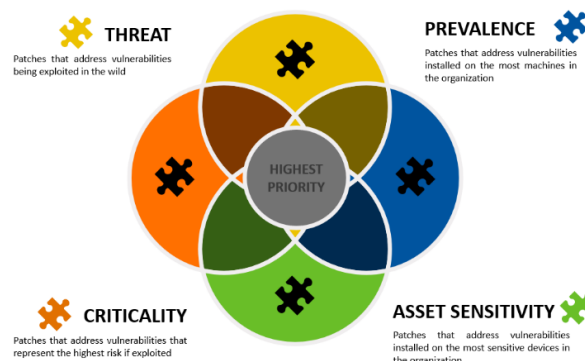 THREAT
Patches that address vulnerabilities
being exploited in the wild
PREVALENCE
Patches that address vulnerabilities
installed on the most machines in
the organization
HIGHEST
PRIORITY
CRITICALITY
Patches that address vulnerabilities that
represent the highest risk if exploited
ASSET SENSITIVITY
Patches that address vulnerabilities
installed on the most sensitive devices in
the organization